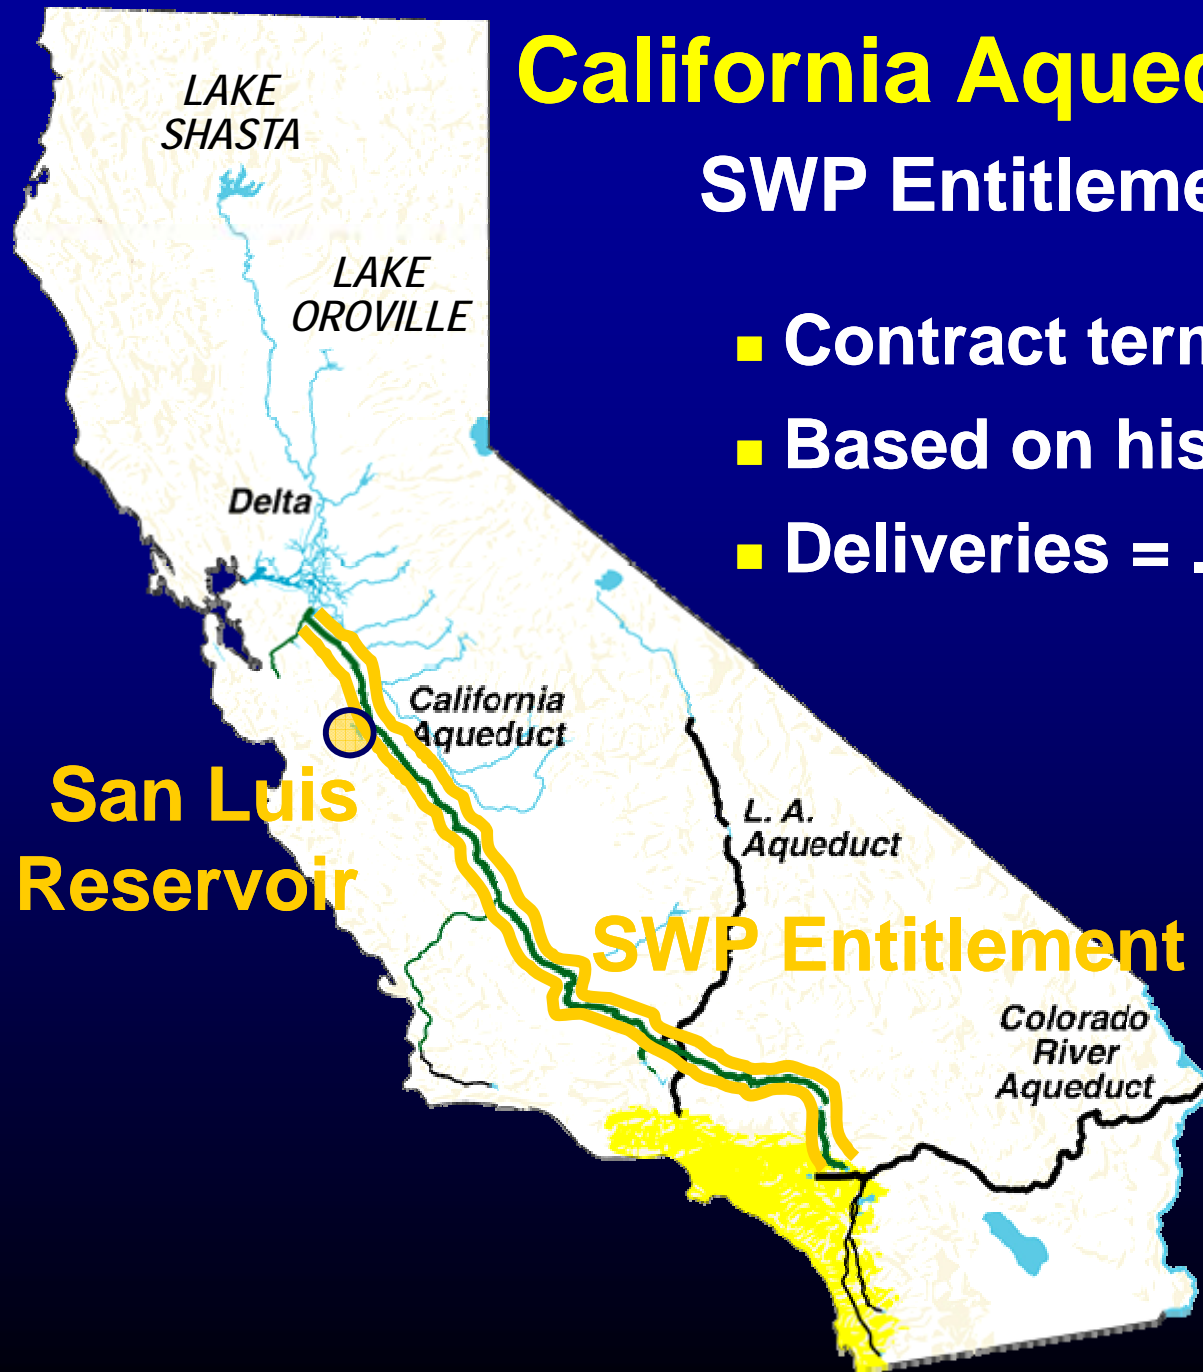 California Aqued
SWP Entitleme
Contract tern
Based on his
Deliveries = .
LAKE
SHASTA
LAKE
OROVILLE
Delta
California
Aqueduct
San Luis
Reservoir
L. A.
Aqueduct
SWP Entitlement
Colorado
River
Aqueduct